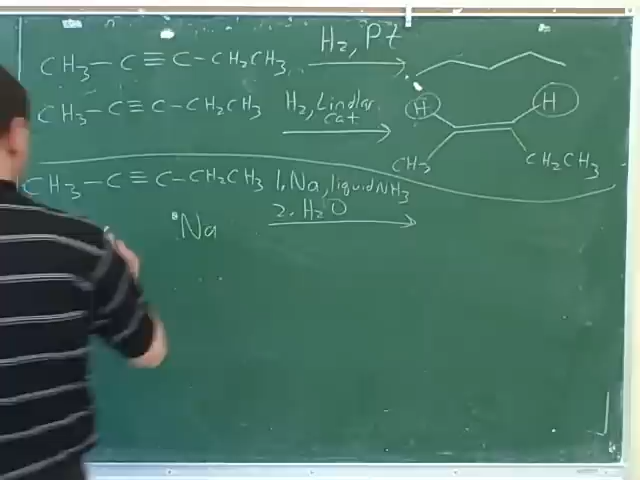 CH₃－C≡C－CH₂CH₃ H₂, Pt
CH₃－C≡C－CH₂CH₃ H₂, Lindlar cat
H H
CH₃ CH₂CH₃
CH₃－C≡C－CH₂CH₃ 1. Na, liquid NH₃
2. H₂O
•Na